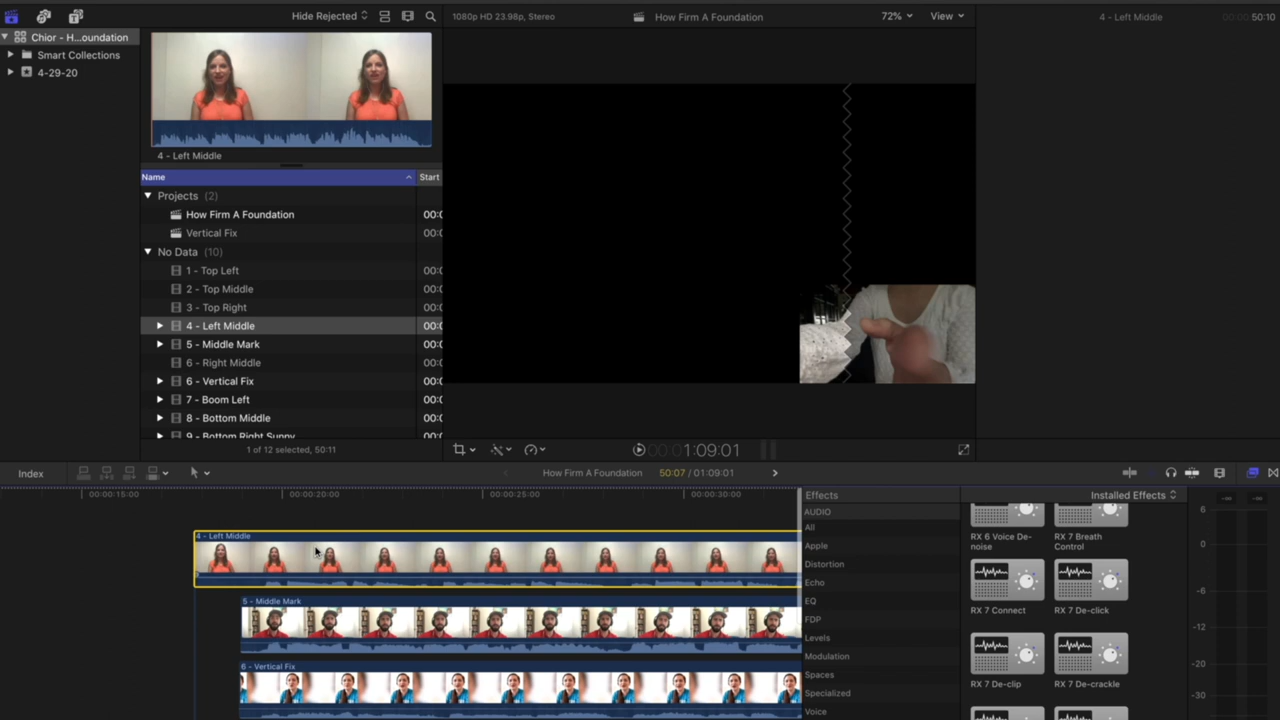 Hide Rejected
1080p HD 23.98p, Stereo
How Firm A Foundation
72%
View
4 - Left Middle
00:00 50:10
Chior - H...oundation
Smart Collections
4-29-20
4 - Left Middle
Name
Start
Projects (2)
How Firm A Foundation
00:0
Vertical Fix
00:0
No Data (10)
1 - Top Left
00:0
2 - Top Middle
00:0
3 - Top Right
00:0
4 - Left Middle
00:0
5 - Middle Mark
00:0
6 - Right Middle
00:0
6 - Vertical Fix
00:0
7 - Boom Left
00:0
8 - Bottom Middle
00:0
9 - Bottom Right Sunny
00:0
1 of 12 selected, 50:11
00:01:09:01
Index
How Firm A Foundation
50:07 / 01:09:01
00:00:15:00
00:00:20:00
00:00:25:00
00:00:30:00
4 - Left Middle
5 - Middle Mark
6 - Vertical Fix
Effects
Installed Effects
AUDIO
All
Apple
Distortion
Echo
EQ
FDP
Levels
Modulation
Spaces
Specialized
Voice
RX 6 Voice De-
noise
RX 7 Breath
Control
RX 7 Connect
RX 7 De-click
RX 7 De-clip
RX 7 De-crackle
-∞
-∞
6
0
-6
-12
-20
-30